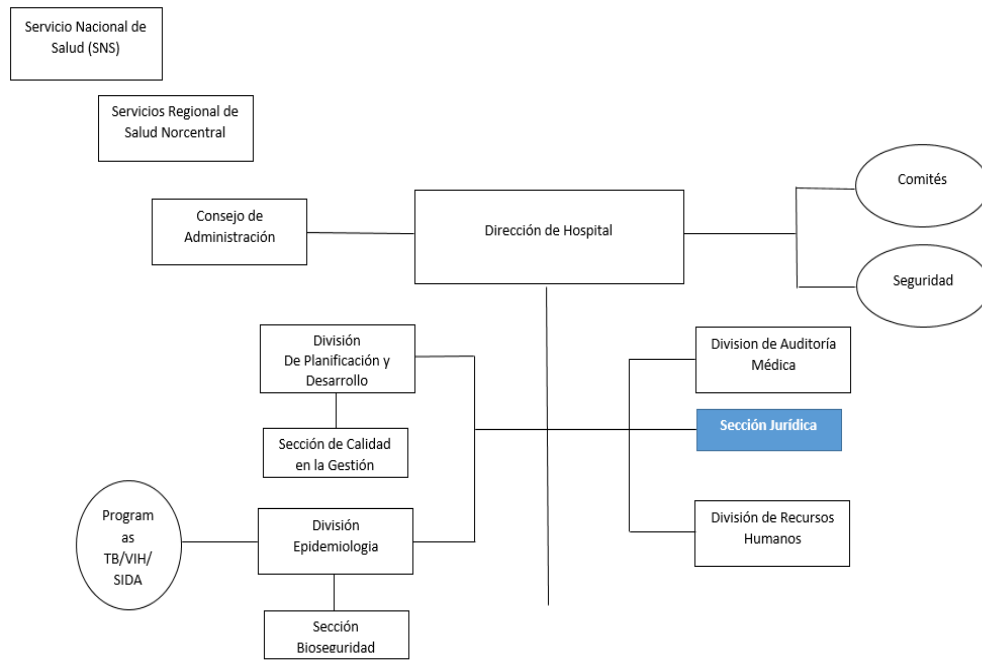 Servicio Nacional de
Salud (SNS)
Servicios Regional de
Salud Norcentral
Consejo de
Administración
Dirección de Hospital
Comités
Seguridad
División
De Planificación y
Desarrollo
Sección de Calidad
en la Gestión
Division de Auditoría
Médica
Sección Jurídica
Program
as
TB/VIH/
SIDA
División
Epidemiologia
Sección
Bioseguridad
División de Recursos
Humanos